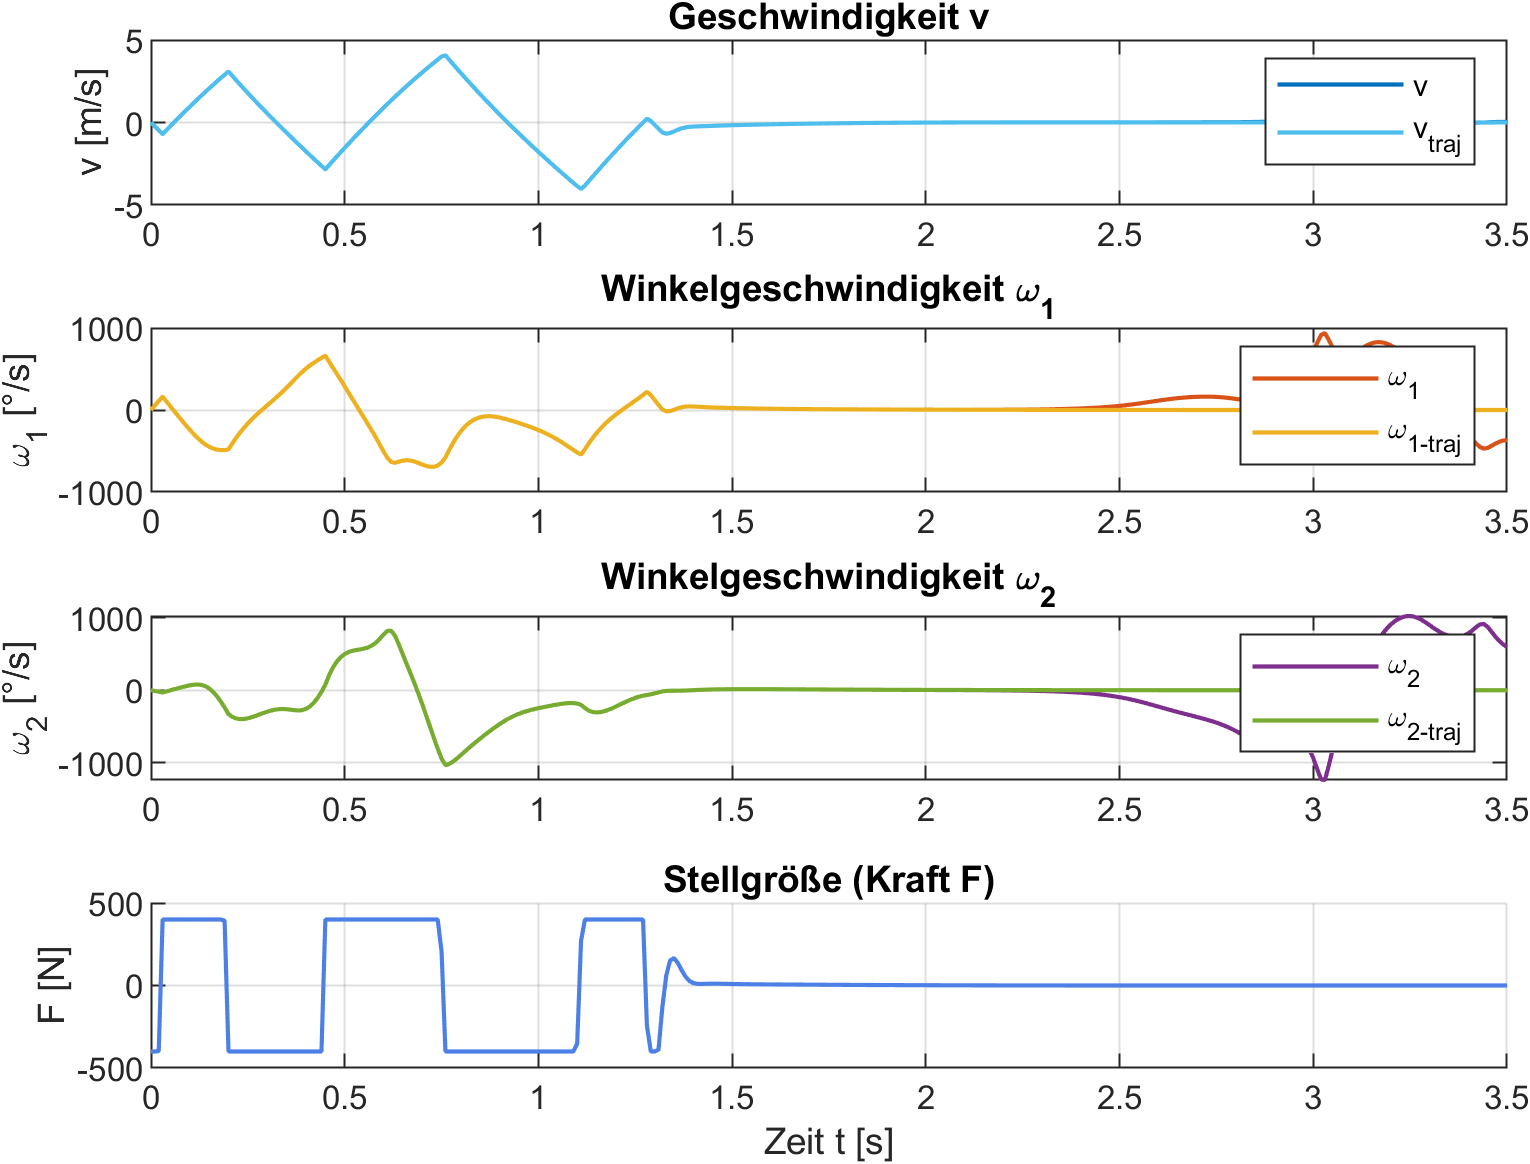 Geschwindigkeit v
v [m/s]
5
0
-5
v
v traj
0 0.5 1 1.5 2 2.5 3 3.5
Winkelgeschwindigkeit ω1
ω1 [°/s]
1000
0
-1000
ω1
ω1-traj
0 0.5 1 1.5 2 2.5 3 3.5
Winkelgeschwindigkeit ω2
ω2 [°/s]
1000
0
-1000
ω2
ω2-traj
0 0.5 1 1.5 2 2.5 3 3.5
Stellgröße (Kraft F)
F [N]
500
0
-500
0 0.5 1 1.5 2 2.5 3 3.5
Zeit t [s]